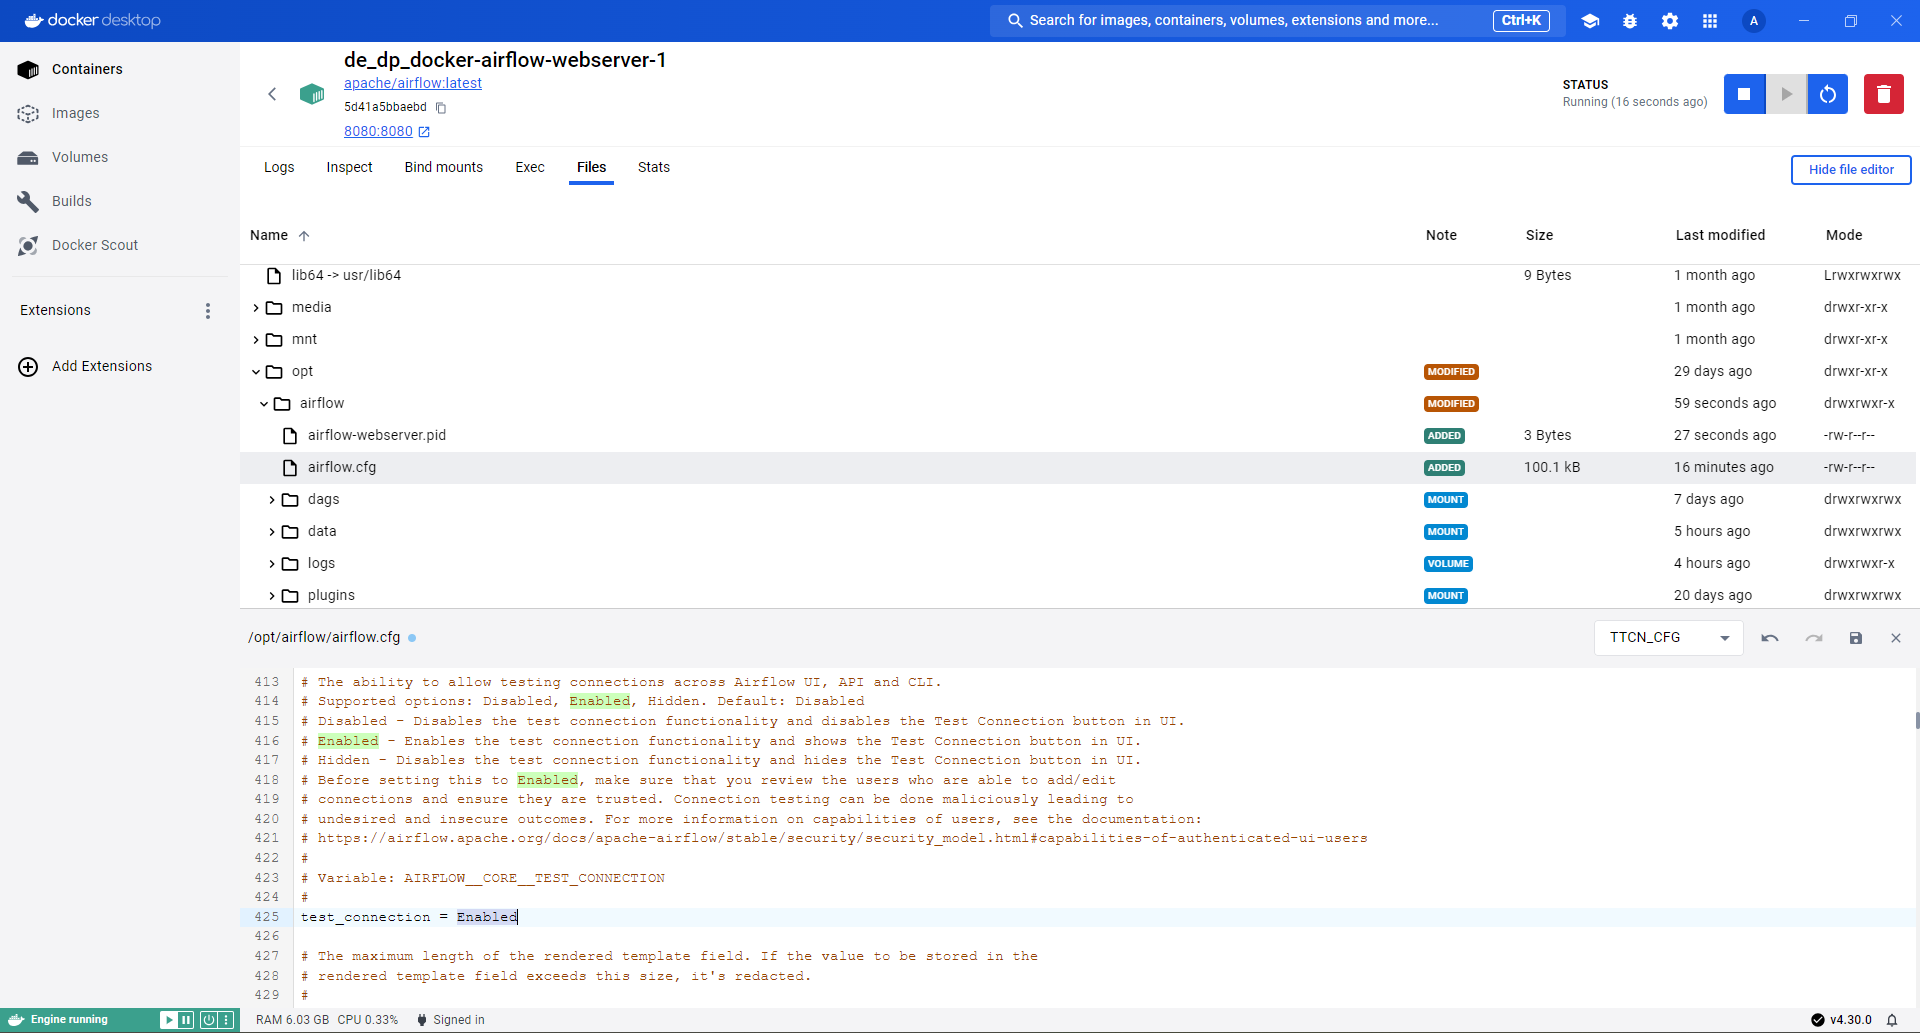 docker desktop
Search for images, containers, volumes, extensions and more...
Ctrl+K
A
Containers
Images
Volumes
Builds
Docker Scout
Extensions
Add Extensions
de_dp_docker-airflow-webserver-1
apache/airflow:latest
5d41a5bbaebd
8080:8080
STATUS
Running (16 seconds ago)
Logs Inspect Bind mounts Exec Files Stats
Hide file editor
Name Note Size Last modified Mode
lib64 -> usr/lib64 9 Bytes 1 month ago Lrwxrwxrwx
media 1 month ago drwxr-xr-x
mnt 1 month ago drwxr-xr-x
opt MODIFIED 29 days ago drwxr-xr-x
airflow MODIFIED 59 seconds ago drwxrwxr-x
airflow-webserver.pid ADDED 3 Bytes 27 seconds ago -rw-r--r--
airflow.cfg ADDED 100.1 kB 16 minutes ago -rw-r--r--
dags MOUNT 7 days ago drwxrwxrwx
data MOUNT 5 hours ago drwxrwxrwx
logs VOLUME 4 hours ago drwxrwxr-x
plugins MOUNT 20 days ago drwxrwxrwx
/opt/airflow/airflow.cfg
TTCN_CFG
413 # The ability to allow testing connections across Airflow UI, API and CLI.
414 # Supported options: Disabled, Enabled, Hidden. Default: Disabled
415 # Disabled - Disables the test connection functionality and disables the Test Connection button in UI.
416 # Enabled - Enables the test connection functionality and shows the Test Connection button in UI.
417 # Hidden - Disables the test connection functionality and hides the Test Connection button in UI.
418 # Before setting this to Enabled, make sure that you review the users who are able to add/edit
419 # connections and ensure they are trusted. Connection testing can be done maliciously leading to
420 # undesired and insecure outcomes. For more information on capabilities of users, see the documentation:
421 # https://airflow.apache.org/docs/apache-airflow/stable/security/security_model.html#capabilities-of-authenticated-ui-users
422 #
423 # Variable: AIRFLOW__CORE__TEST_CONNECTION
424 #
425 test_connection = Enabled
426
427 # The maximum length of the rendered template field. If the value to be stored in the
428 # rendered template field exceeds this size, it's redacted.
429 #
Engine running
RAM 6.03 GB CPU 0.33% Signed in
v4.30.0